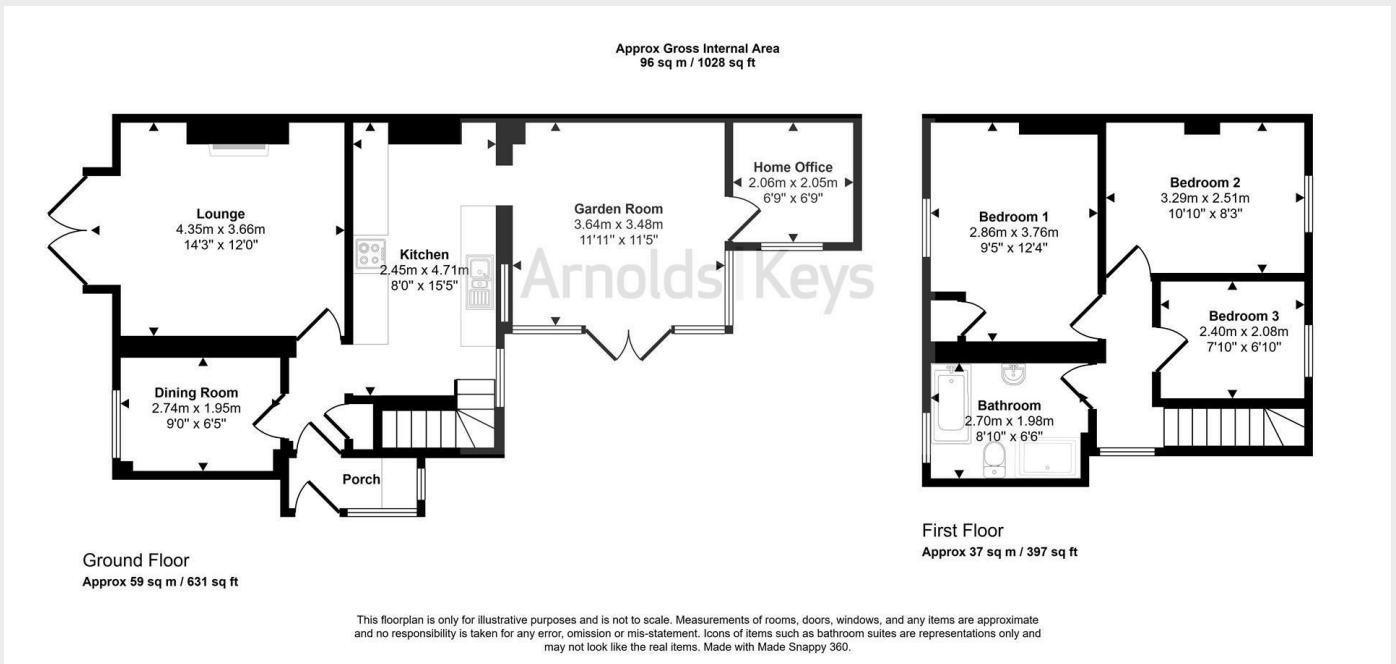 Approx Gross Internal Area
96 sq m / 1028 sq ft
Lounge
4.35m x 3.66m
14'3" x 12'0"
Kitchen
2.45m x 4.71m
8'0" x 15'5"
Garden Room
3.64m x 3.48m
11'11" x 11'5"
Home Office
2.06m x 2.05m
6'9" x 6'9"
Arnolds | Keys
Dining Room
2.74m x 1.95m
9'0" x 6'5"
Porch
Ground Floor
Approx 59 sq m / 631 sq ft
Bedroom 1
2.86m x 3.76m
9'5" x 12'4"
Bedroom 2
3.29m x 2.51m
10'10" x 8'3"
Bedroom 3
2.40m x 2.08m
7'10" x 6'10"
Bathroom
2.70m x 1.98m
8'10" x 6'6"
First Floor
Approx 37 sq m / 397 sq ft
This floorplan is only for illustrative purposes and is not to scale. Measurements of rooms, doors, windows, and any items are approximate
and no responsibility is taken for any error, omission or mis-statement. Icons of items such as bathroom suites are representations only and
may not look like the real items. Made with Made Snappy 360.